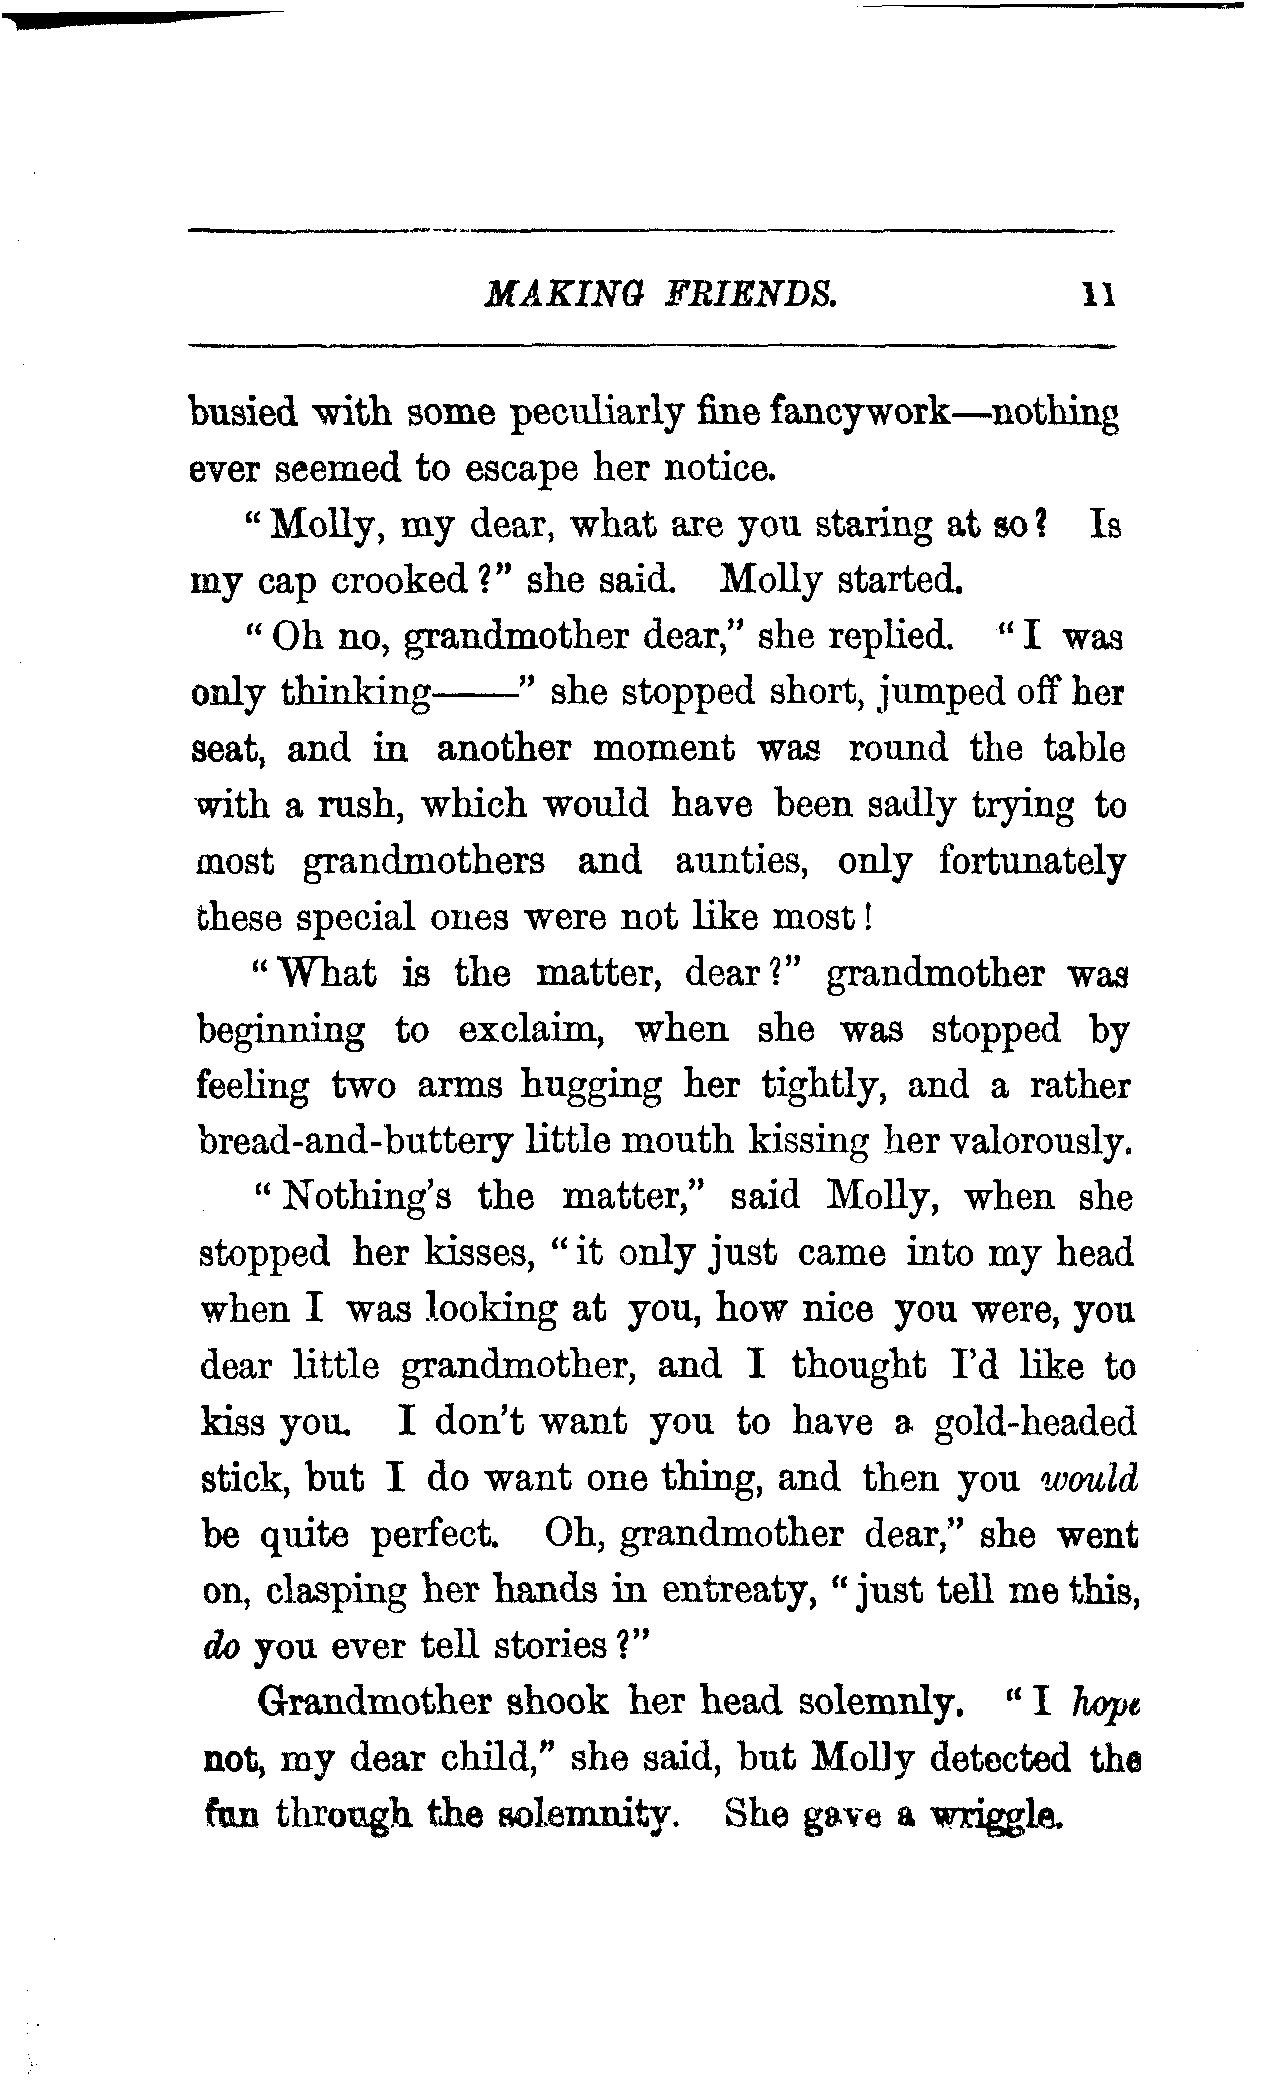 MAKING FRIENDS. 11
busied with some peculiarly fine fancywork—nothing
ever seemed to escape her notice.
“Molly, my dear, what are you staring at so? Is
my cap crooked?” she said. Molly started.
“Oh no, grandmother dear,” she replied. “I was
only thinking——” she stopped short, jumped off her
seat, and in another moment was round the table
with a rush, which would have been sadly trying to
most grandmothers and aunties, only fortunately
these special ones were not like most!
“What is the matter, dear?” grandmother was
beginning to exclaim, when she was stopped by
feeling two arms hugging her tightly, and a rather
bread-and-buttery little mouth kissing her valorously.
“Nothing’s the matter,” said Molly, when she
stopped her kisses, “it only just came into my head
when I was looking at you, how nice you were, you
dear little grandmother, and I thought I’d like to
kiss you. I don’t want you to have a gold-headed
stick, but I do want one thing, and then you would
be quite perfect. Oh, grandmother dear,” she went
on, clasping her hands in entreaty, “just tell me this,
do you ever tell stories?”
Grandmother shook her head solemnly. “I hope
not, my dear child,” she said, but Molly detected the
fun through the solemnity. She gave a wriggle.